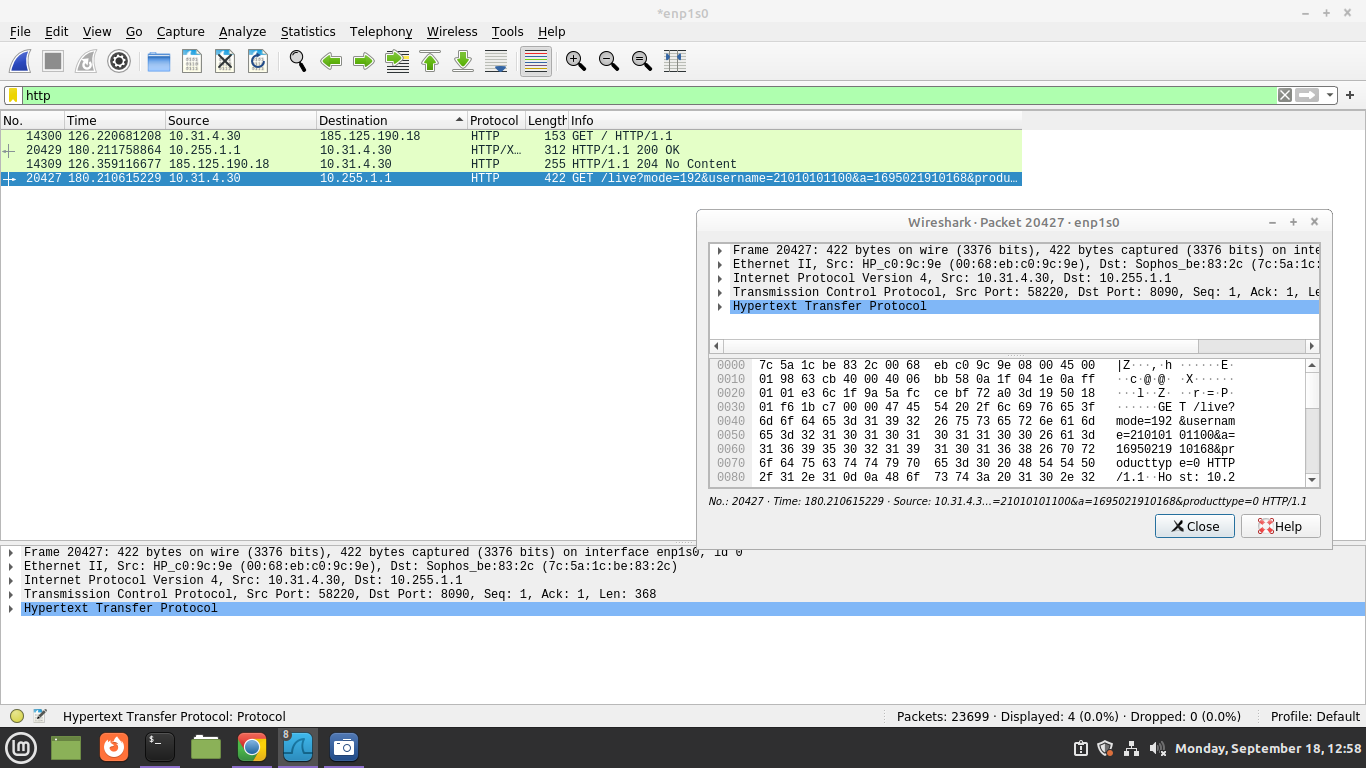 *enp1s0
File Edit View Go Capture Analyze Statistics Telephony Wireless Tools Help
http
No. Time Source Destination Protocol Length Info
14300 126.220681208 10.31.4.30 185.125.190.18 HTTP 153 GET / HTTP/1.1
20429 180.211758864 10.255.1.1 10.31.4.30 HTTP/X… 312 HTTP/1.1 200 OK
14309 126.359116677 185.125.190.18 10.31.4.30 HTTP 255 HTTP/1.1 204 No Content
20427 180.210615229 10.31.4.30 10.255.1.1 HTTP 422 GET /live?mode=192&username=21010101100&a=1695021910168&produ…
Wireshark · Packet 20427 · enp1s0
Frame 20427: 422 bytes on wire (3376 bits), 422 bytes captured (3376 bits) on inte
Ethernet II, Src: HP_c0:9c:9e (00:68:eb:c0:9c:9e), Dst: Sophos_be:83:2c (7c:5a:1c:
Internet Protocol Version 4, Src: 10.31.4.30, Dst: 10.255.1.1
Transmission Control Protocol, Src Port: 58220, Dst Port: 8090, Seq: 1, Ack: 1, Le
Hypertext Transfer Protocol
0000 7c 5a 1c be 83 2c 00 68 eb c0 9c 9e 08 00 45 00 |Z···,·h ······E·
0010 01 98 63 cb 40 00 40 06 bb 58 0a 1f 04 1e 0a ff ··c·@·@· ·X······
0020 01 01 e3 6c 1f 9a 5a fc ce bf 72 a0 3d 19 50 18 ···l··Z· ··r·=·P·
0030 01 f6 1b c7 00 00 47 45 54 20 2f 6c 69 76 65 3f ······GE T /live?
0040 6d 6f 64 65 3d 31 39 32 26 75 73 65 72 6e 61 6d mode=192 &usernam
0050 65 3d 32 31 30 31 30 31 30 31 31 30 30 26 61 3d e=210101 01100&a=
0060 31 36 39 35 30 32 31 39 31 30 31 36 38 26 70 72 16950219 10168&pr
0070 6f 64 75 63 74 74 79 70 65 3d 30 20 48 54 54 50 oducttyp e=0 HTTP
0080 2f 31 2e 31 0d 0a 48 6f 73 74 3a 20 31 30 2e 32 /1.1··Ho st: 10.2
No.: 20427 · Time: 180.210615229 · Source: 10.31.4.3…=21010101100&a=1695021910168&producttype=0 HTTP/1.1
Close Help
Frame 20427: 422 bytes on wire (3376 bits), 422 bytes captured (3376 bits) on interface enp1s0, id 0
Ethernet II, Src: HP_c0:9c:9e (00:68:eb:c0:9c:9e), Dst: Sophos_be:83:2c (7c:5a:1c:be:83:2c)
Internet Protocol Version 4, Src: 10.31.4.30, Dst: 10.255.1.1
Transmission Control Protocol, Src Port: 58220, Dst Port: 8090, Seq: 1, Ack: 1, Len: 368
Hypertext Transfer Protocol
Hypertext Transfer Protocol: Protocol
Packets: 23699 · Displayed: 4 (0.0%) · Dropped: 0 (0.0%)
Profile: Default
8
Monday, September 18, 12:58